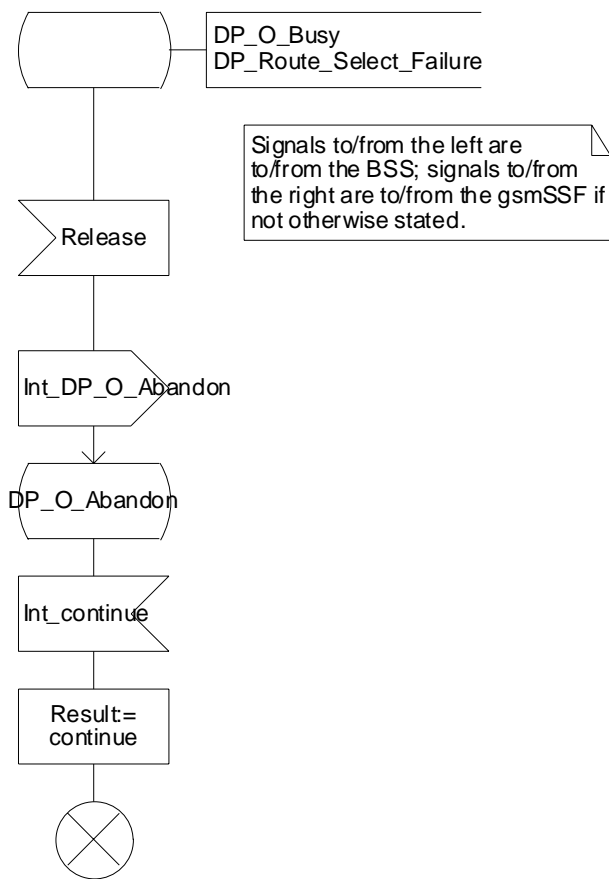 DP_O_Busy
DP_Route_Select_Failure
Signals to/from the left are
to/from the BSS; signals to/from
the right are to/from the gsmSSF if
not otherwise stated.
Release
Int_DP_O_Abandon
DP_O_Abandon
Int_continue
Result:=
continue